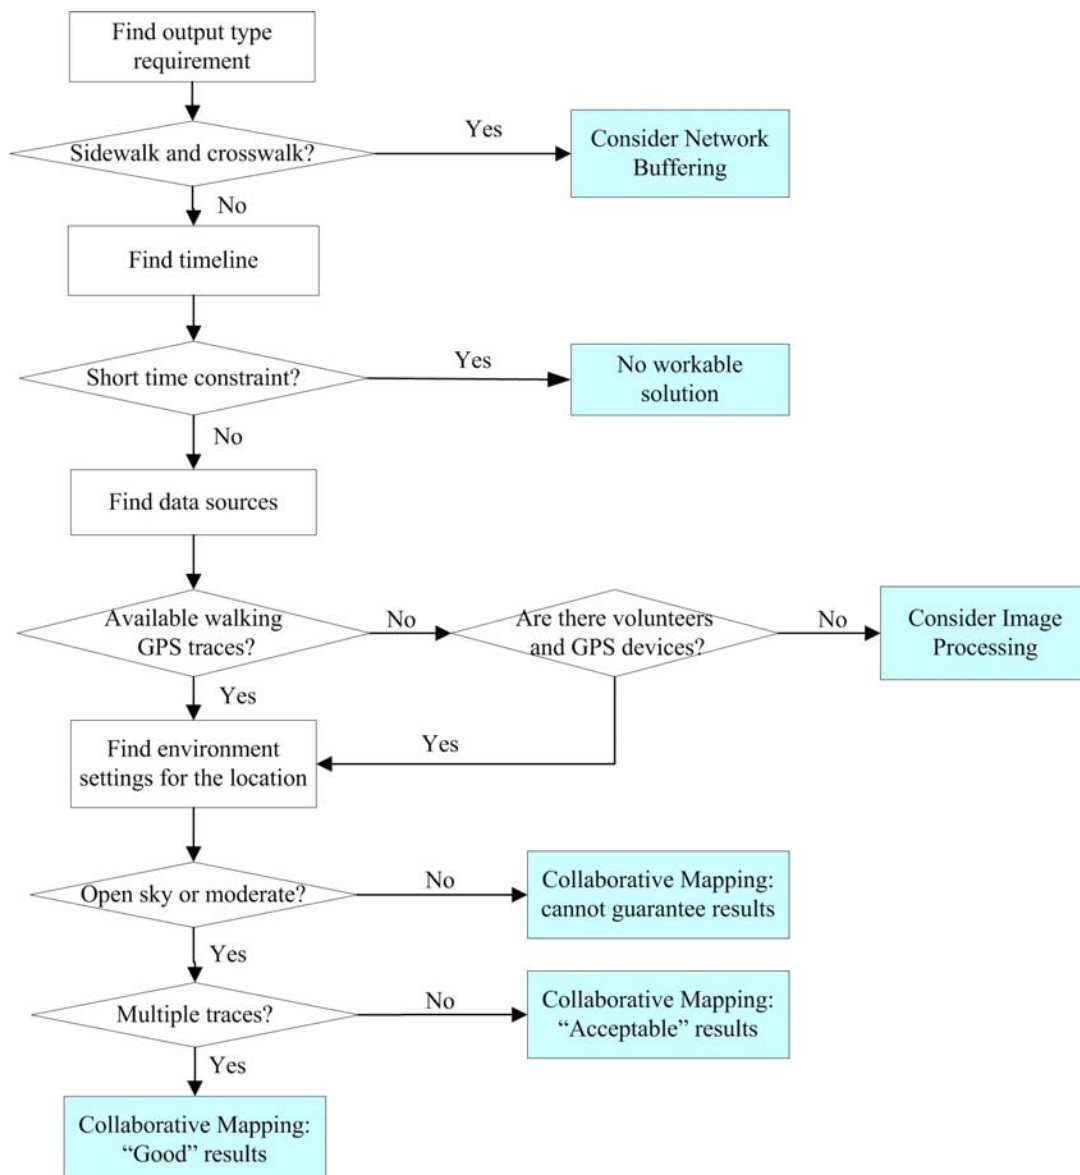 Find output type
requirement
Sidewalk and crosswalk?
Yes
Consider Network
Buffering
No
Find timeline
Short time constraint?
Yes
No workable
solution
No
Find data sources
Available walking
GPS traces?
No
Are there volunteers
and GPS devices?
No
Consider Image
Processing
Yes
Find environment
settings for the location
Yes
Open sky or moderate?
No
Collaborative Mapping:
cannot guarantee results
Yes
Multiple traces?
No
Collaborative Mapping:
“Acceptable” results
Yes
Collaborative Mapping:
“Good” results